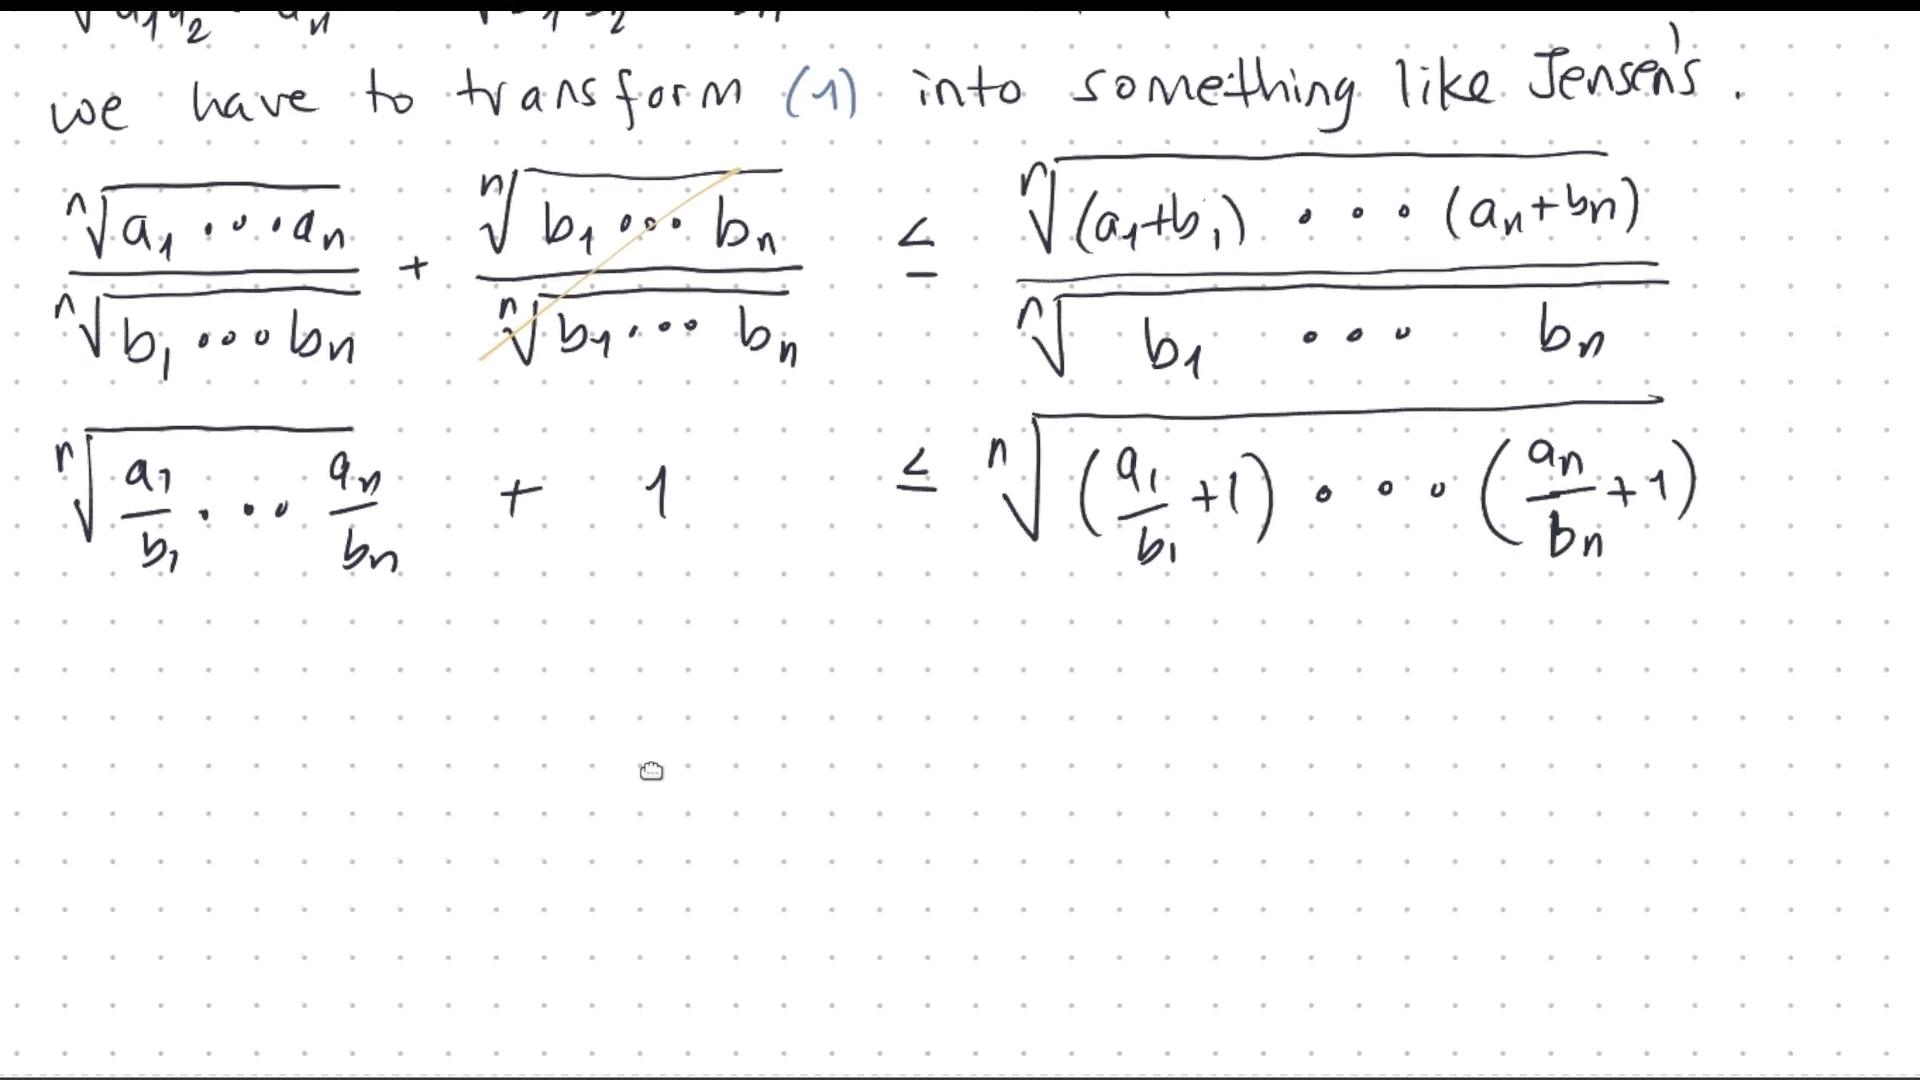 we have to transform (1) into something like Jensen's.
ⁿ√(a₁ ... aₙ) / ⁿ√(b₁ ... bₙ) + ⁿ√(b₁ ... bₙ) / ⁿ√(b₁ ... bₙ) ≤ ⁿ√((a₁+b₁) ... (aₙ+bₙ)) / ⁿ√(b₁ ... bₙ)
ⁿ√(a₁/b₁ ... aₙ/bₙ) + 1 ≤ ⁿ√((a₁/b₁ +1) ... (aₙ/bₙ +1))